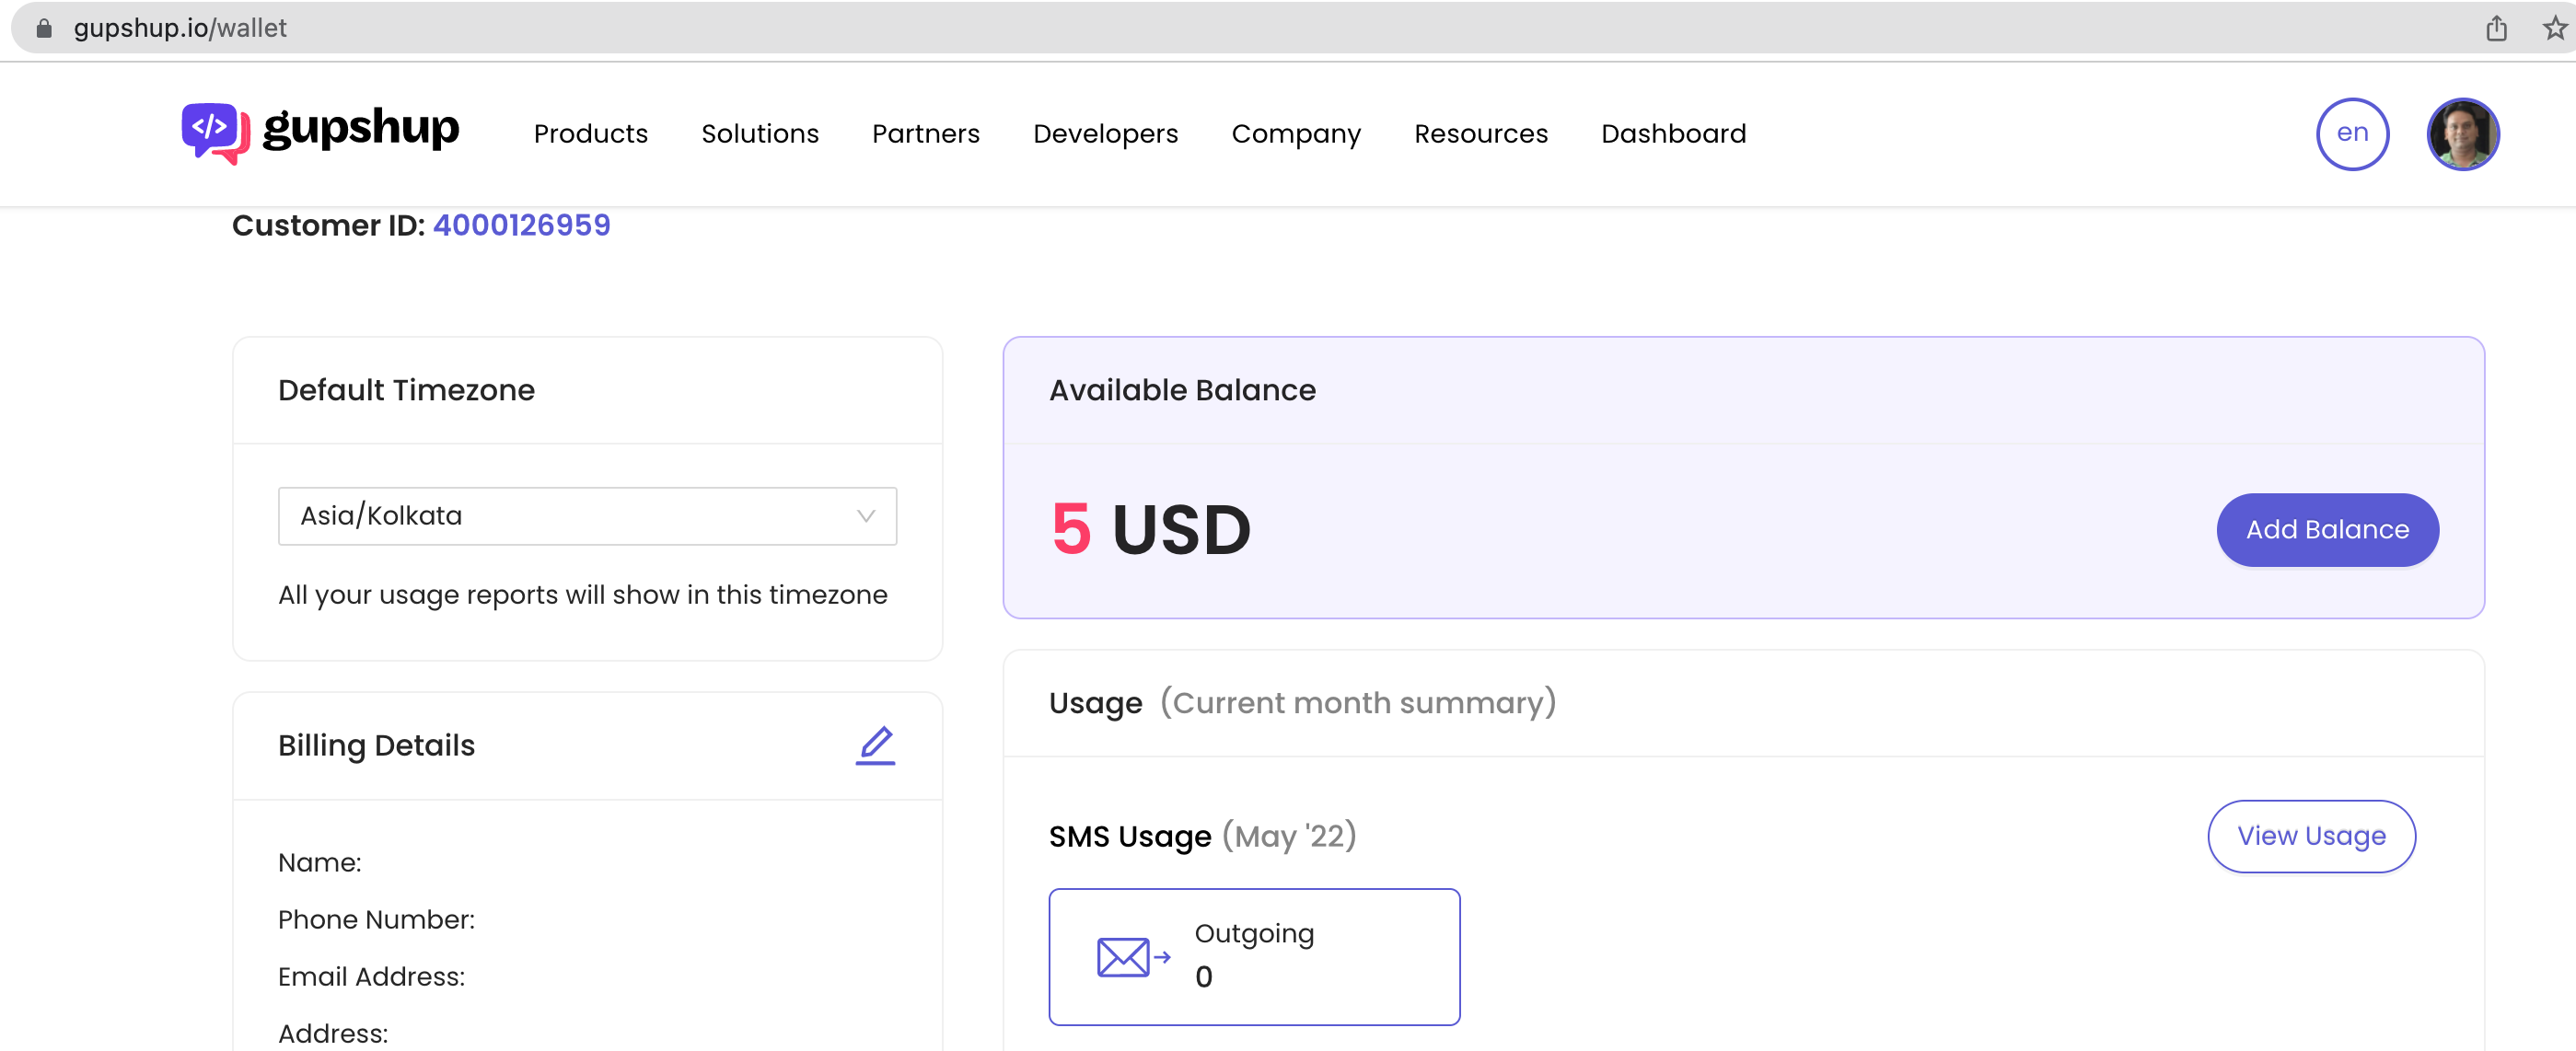 gupshup.io/wallet
</> gupshup Products Solutions Partners Developers Company Resources Dashboard en
Customer ID: 4000126959
Default Timezone
Asia/Kolkata
All your usage reports will show in this timezone
Billing Details
Name:
Phone Number:
Email Address:
Address:
Available Balance
5 USD
Add Balance
Usage (Current month summary)
SMS Usage (May '22)
View Usage
Outgoing
0